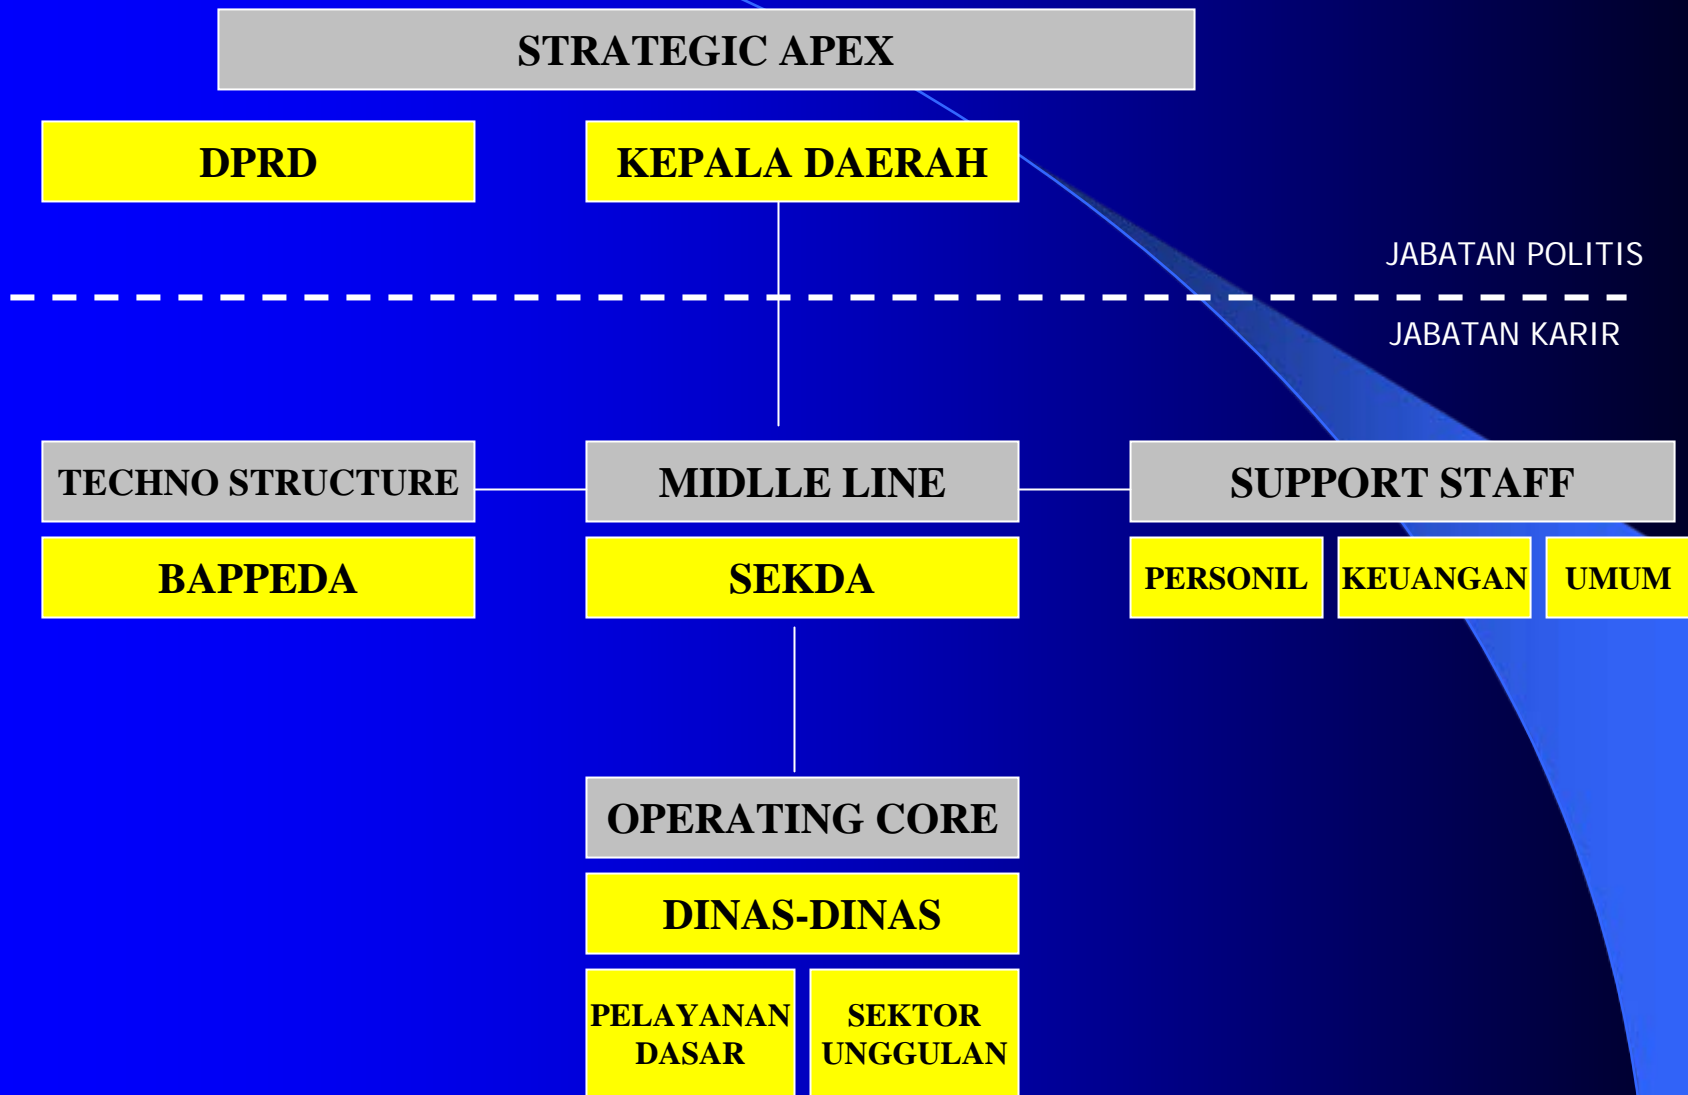 STRATEGIC APEX
DPRD
KEPALA DAERAH
JABATAN POLITIS
JABATAN KARIR
TECHNO STRUCTURE
MIDLLE LINE
SUPPORT STAFF
BAPPEDA
SEKDA
PERSONIL
KEUANGAN
UMUM
OPERATING CORE
DINAS-DINAS
PELAYANAN
DASAR
SEKTOR
UNGGULAN